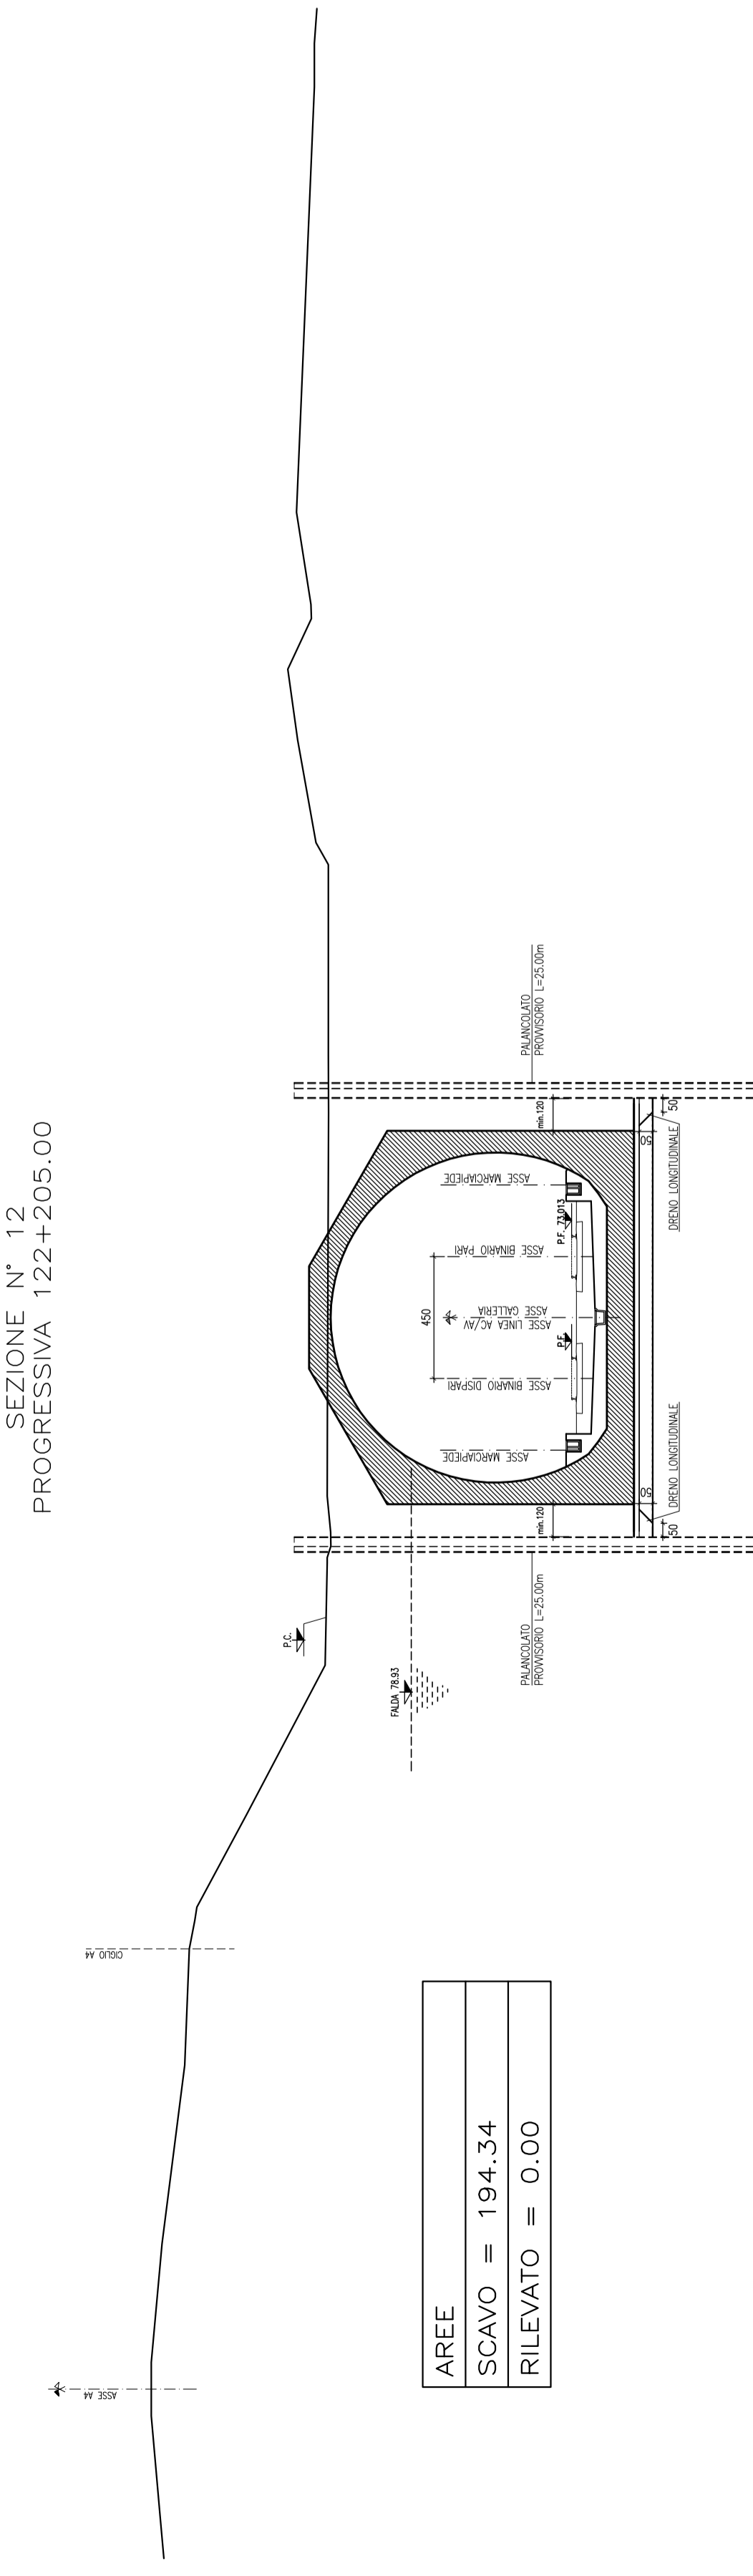 SEZIONE N° 12
PROGRESSIVA 122+205.00
ASSE A4
CIGLIO A4
P.C.
FALDA 78.93
PALANCOLATO
PROVVISORIO L=25.00m
min.120
50
50
DRENO LONGITUDINALE
ASSE MARCIAPIEDE
ASSE BINARIO DISPARI
450
P.F.
ASSE LINEA AC/AV
ASSE GALLERIA
ASSE BINARIO PARI
P.F. 73.013
ASSE MARCIAPIEDE
min.120
50
50
DRENO LONGITUDINALE
PALANCOLATO
PROVVISORIO L=25.00m
AREE
SCAVO = 194.34
RILEVATO = 0.00